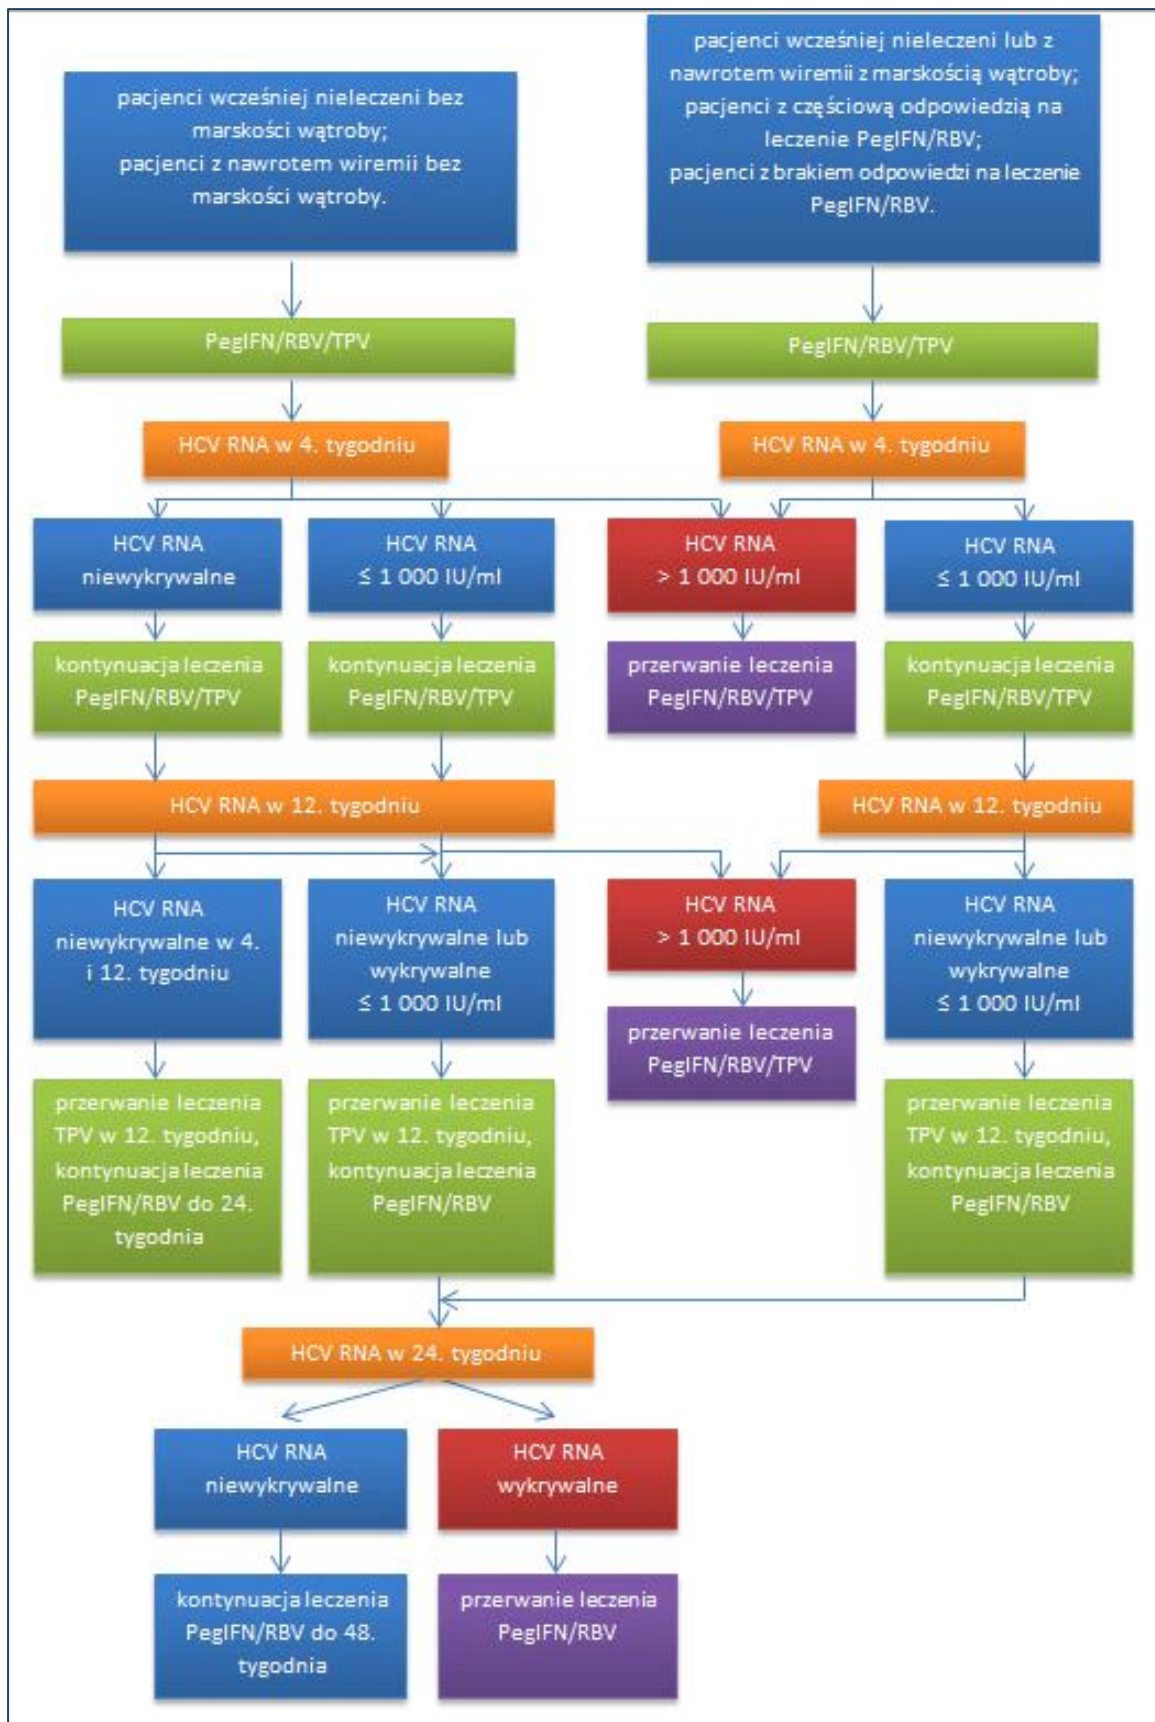 pacjenci wcześniej nieleczeni bez
marskości wątroby;
pacjenci z nawrotem wiremii bez
marskości wątroby.
pacjenci wcześniej nieleczeni lub z
nawrotem wiremii z marskością wątroby;
pacjenci z częściową odpowiedzią na
leczenie PegIFN/RBV;
pacjenci z brakiem odpowiedzi na leczenie
PegIFN/RBV.
PegIFN/RBV/TPV
PegIFN/RBV/TPV
HCV RNA w 4. tygodniu
HCV RNA w 4. tygodniu
HCV RNA
niewykrywalne
HCV RNA
≤ 1 000 IU/ml
HCV RNA
> 1 000 IU/ml
HCV RNA
≤ 1 000 IU/ml
kontynuacja leczenia
PegIFN/RBV/TPV
kontynuacja leczenia
PegIFN/RBV/TPV
przerwanie leczenia
PegIFN/RBV/TPV
kontynuacja leczenia
PegIFN/RBV/TPV
HCV RNA w 12. tygodniu
HCV RNA w 12. tygodniu
HCV RNA
niewykrywalne w 4.
i 12. tygodniu
HCV RNA
niewykrywalne lub
wykrywalne
≤ 1 000 IU/ml
HCV RNA
> 1 000 IU/ml
HCV RNA
niewykrywalne lub
wykrywalne
≤ 1 000 IU/ml
przerwanie leczenia
PegIFN/RBV/TPV
przerwanie leczenia
TPV w 12. tygodniu,
kontynuacja leczenia
PegIFN/RBV do 24.
tygodnia
przerwanie leczenia
TPV w 12. tygodniu,
kontynuacja leczenia
PegIFN/RBV
przerwanie leczenia
TPV w 12. tygodniu,
kontynuacja leczenia
PegIFN/RBV
HCV RNA w 24. tygodniu
HCV RNA
niewykrywalne
HCV RNA
wykrywalne
kontynuacja leczenia
PegIFN/RBV do 48.
tygodnia
przerwanie leczenia
PegIFN/RBV